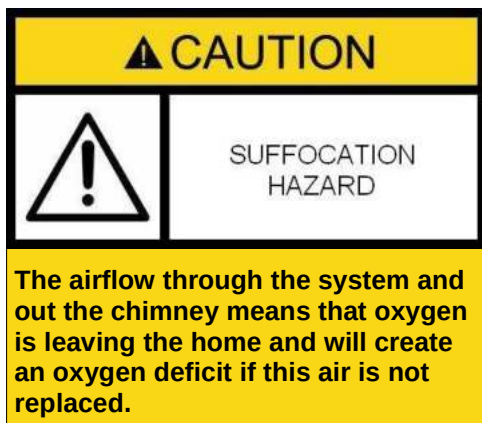 CAUTION
SUFFOCATION
HAZARD
The airflow through the system and
out the chimney means that oxygen
is leaving the home and will create
an oxygen deficit if this air is not
replaced.